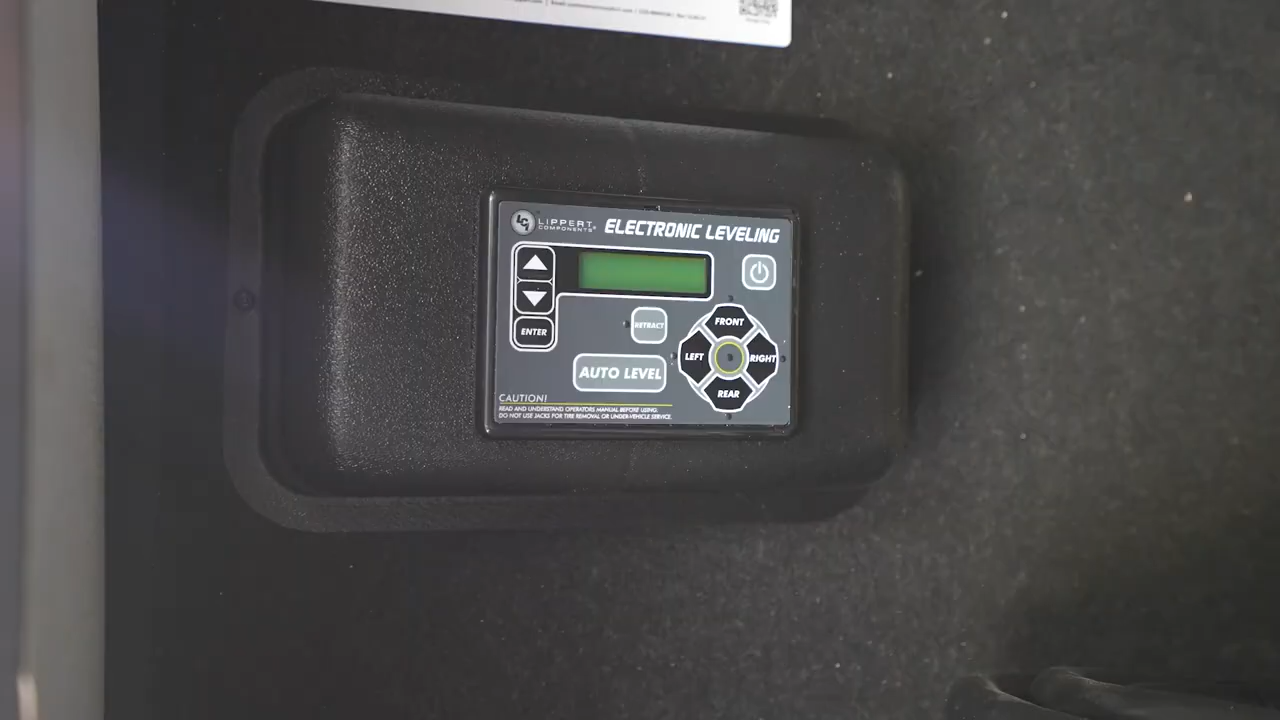 LCI LIPPERT COMPONENTS® ELECTRONIC LEVELING
ENTER
RETRACT
AUTO LEVEL
FRONT
LEFT
RIGHT
REAR
CAUTION!
READ AND UNDERSTAND OPERATORS MANUAL BEFORE USING.
DO NOT USE JACKS FOR TIRE REMOVAL OR UNDER-VEHICLE SERVICE.